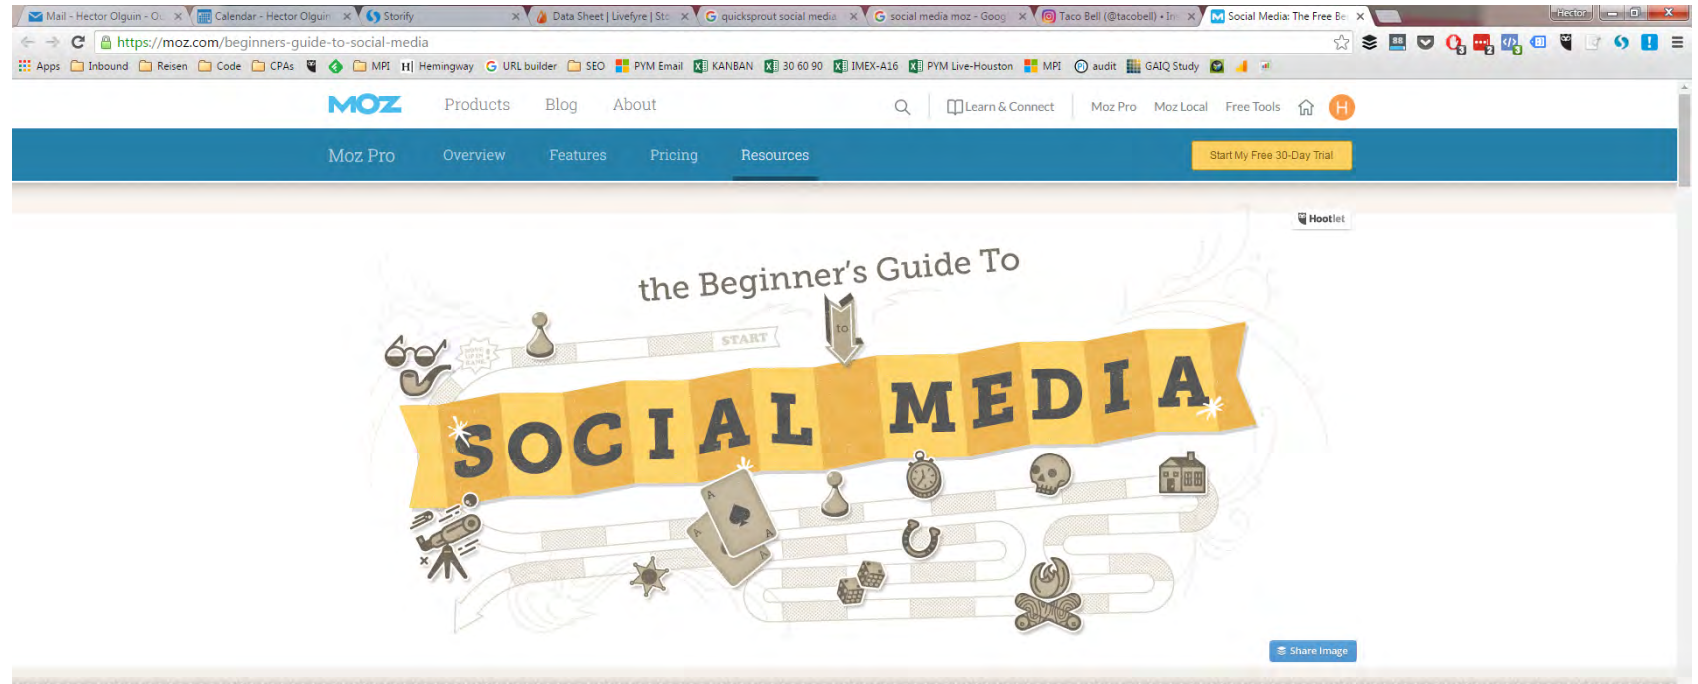 Mail - Hector Olguin - Ou
Calendar - Hector Olguin
Storify
Data Sheet | Livefyre | Sto
quicksprout social media
social media moz - Goog
Taco Bell (@tacobell) • In
Social Media: The Free Be
Hector
https://moz.com/beginners-guide-to-social-media
Apps Inbound Reisen Code CPAs MPI Hemingway URL builder SEO PYM Email KANBAN 30 60 90 IMEX-A16 PYM Live-Houston MPI audit GAIQ Study
MOZ Products Blog About Learn & Connect Moz Pro Moz Local Free Tools H
Moz Pro Overview Features Pricing Resources Start My Free 30-Day Trial
Hootlet
the Beginner's Guide To
to
START
SOCIAL MEDIA
A
A
A
A
Share Image